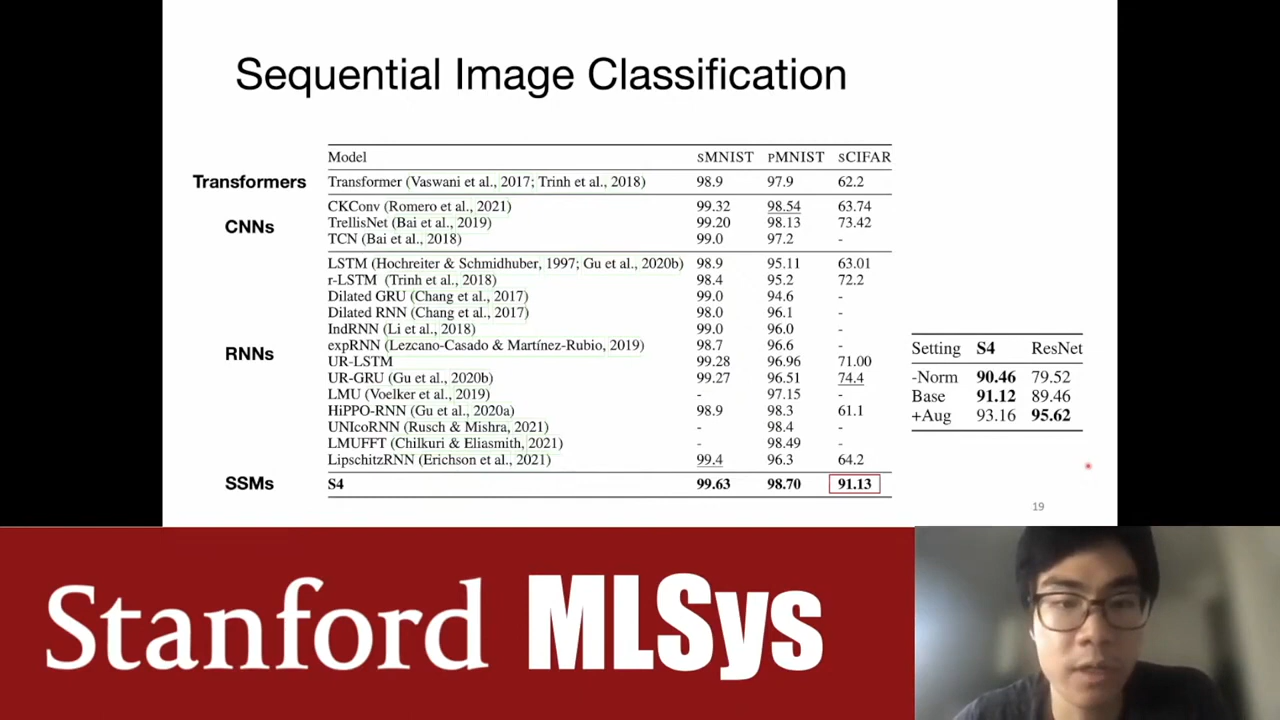 Sequential Image Classification
Model sMNIST pMNIST sCIFAR
Transformers Transformer (Vaswani et al., 2017; Trinh et al., 2018) 98.9 97.9 62.2
CKConv (Romero et al., 2021) 99.32 98.54 63.74
CNNs TrellisNet (Bai et al., 2019) 99.20 98.13 73.42
TCN (Bai et al., 2018) 99.0 97.2 -
LSTM (Hochreiter & Schmidhuber, 1997; Gu et al., 2020b) 98.9 95.11 63.01
r-LSTM (Trinh et al., 2018) 98.4 95.2 72.2
Dilated GRU (Chang et al., 2017) 99.0 94.6 -
Dilated RNN (Chang et al., 2017) 98.0 96.1 -
IndRNN (Li et al., 2018) 99.0 96.0 -
RNNs expRNN (Lezcano-Casado & Martínez-Rubio, 2019) 98.7 96.6 -
UR-LSTM 99.28 96.96 71.00
UR-GRU (Gu et al., 2020b) 99.27 96.51 74.4
LMU (Voelker et al., 2019) - 97.15 -
HiPPO-RNN (Gu et al., 2020a) 98.9 98.3 61.1
UNIcoRNN (Rusch & Mishra, 2021) - 98.4 -
LMUFFT (Chilkuri & Eliasmith, 2021) - 98.49 -
LipschitzRNN (Erichson et al., 2021) 99.4 96.3 64.2
SSMs S4 99.63 98.70 91.13
Setting S4 ResNet
-Norm 90.46 79.52
Base 91.12 89.46
+Aug 93.16 95.62
19
Stanford MLSys